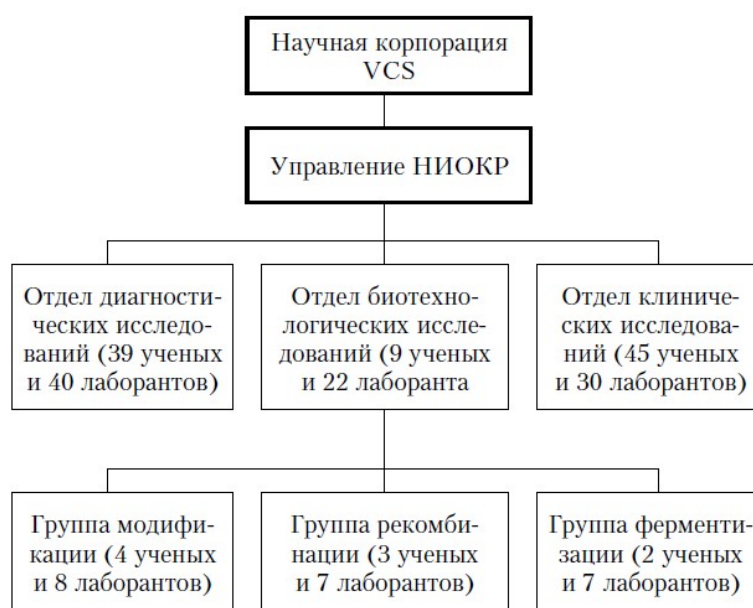 Научная корпорация
VCS
Управление НИОКР
Отдел диагности-
ческих исследо-
ваний (39 ученых
и 40 лаборантов)
Отдел биотехно-
логических иссле-
дований (9 ученых
и 22 лаборанта
Отдел клиниче-
ских исследова-
ний (45 ученых
и 30 лаборантов)
Группа модифи-
кации (4 ученых
и 8 лаборантов)
Группа рекомби-
нации (3 ученых
и 7 лаборантов)
Группа ферменти-
зации (2 ученых
и 7 лаборантов)